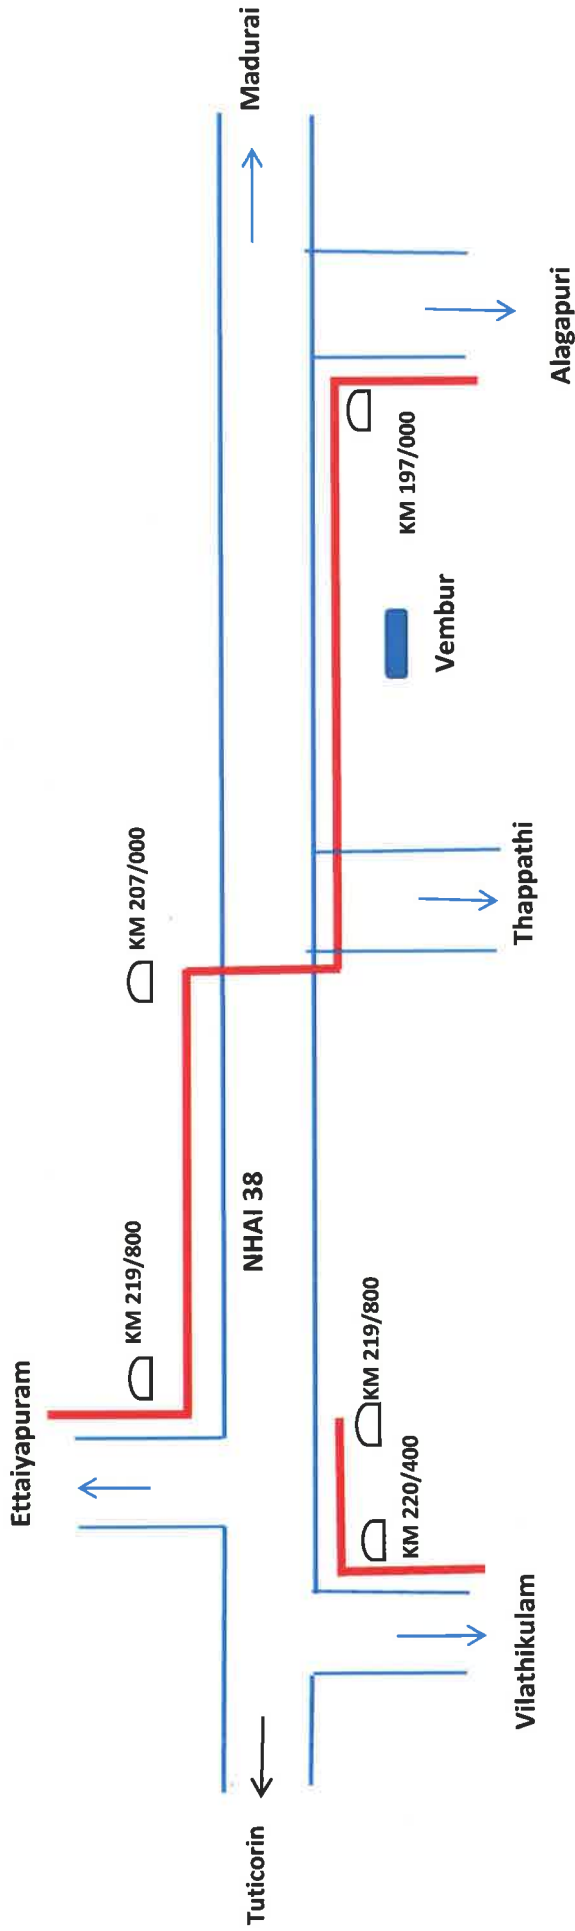 Ettaiyapuram
KM 219/800
KM 207/000
Tuticorin
NHAI 38
Madurai
KM 219/800
KM 220/400
KM 197/000
Vembur
Vilathikulam
Thappathi
Alagapuri